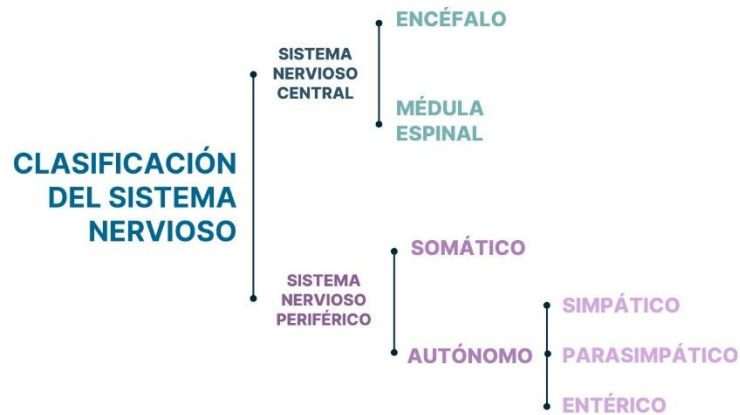 CLASIFICACIÓN
DEL SISTEMA
NERVIOSO
SISTEMA
NERVIOSO
CENTRAL
ENCÉFALO
MÉDULA
ESPINAL
SISTEMA
NERVIOSO
PERIFÉRICO
SOMÁTICO
AUTÓNOMO
SIMPÁTICO
PARASIMPÁTICO
ENTÉRICO